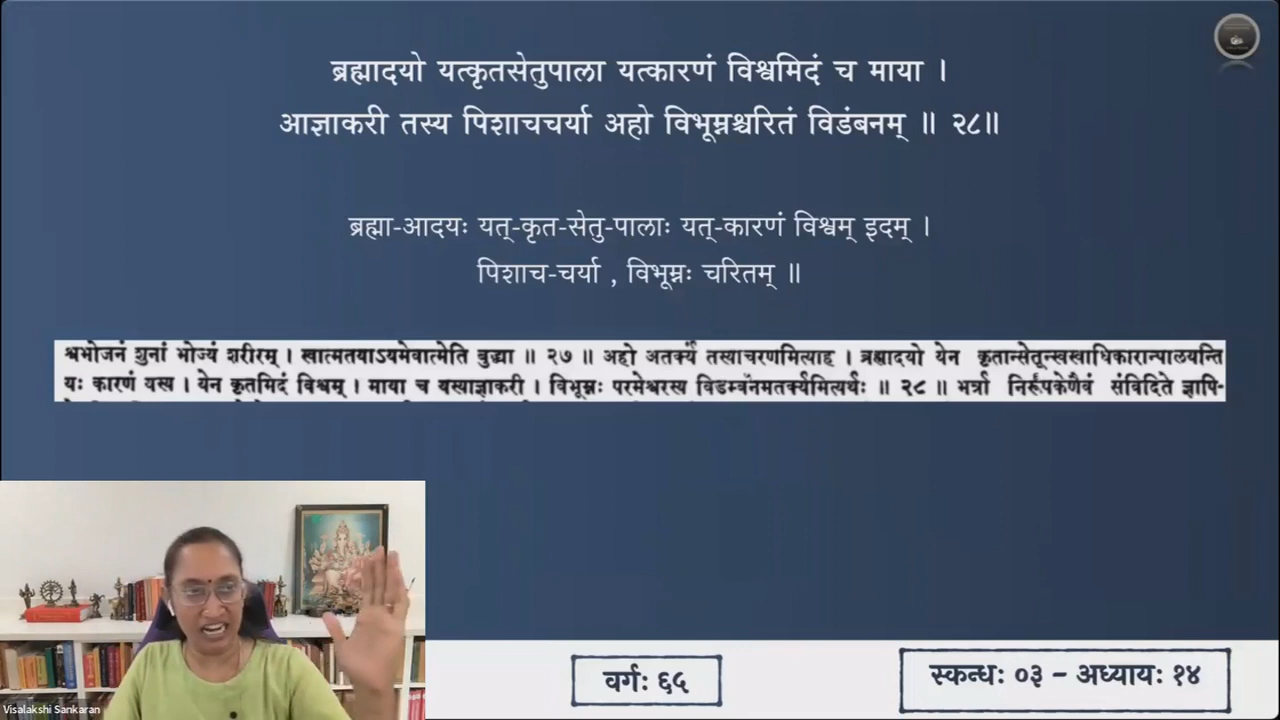 ब्रह्मादयो यत्कृतसेतुपाला यत्कारणं विश्वमिदं च माया ।
आज्ञाकरी तस्य पिशाचचर्या अहो विभूम्नश्चरितं विडंबनम् ॥ २८॥
ब्रह्मा-आदयः यत्-कृत-सेतु-पालाः यत्-कारणं विश्वम् इदम् ।
पिशाच-चर्या , विभूम्नः चरितम् ॥
श्वभोजनं शुनां भोज्यं शरीरम् । स्वात्मतयाऽयमेवात्मेति बुद्ध्या ॥ २७ ॥ अहो अतर्क्यं तस्याचरणमित्याह । ब्रह्मादयो येन कृतान्सेतून्स्वस्वाधिकारान्पालयन्ति
यः कारणं यस्य । येन कृतमिदं विश्वम् । माया च यस्याज्ञाकरी । विभूम्नः परमेश्वरस्य विडम्बनमतर्क्यमित्यर्थः ॥ २८ ॥ भर्त्रा निरूपकेणैवं संविदिते ज्ञापि-
Visalakshi Sankaran
वर्गः ६५
स्कन्धः ०३ – अध्यायः १४